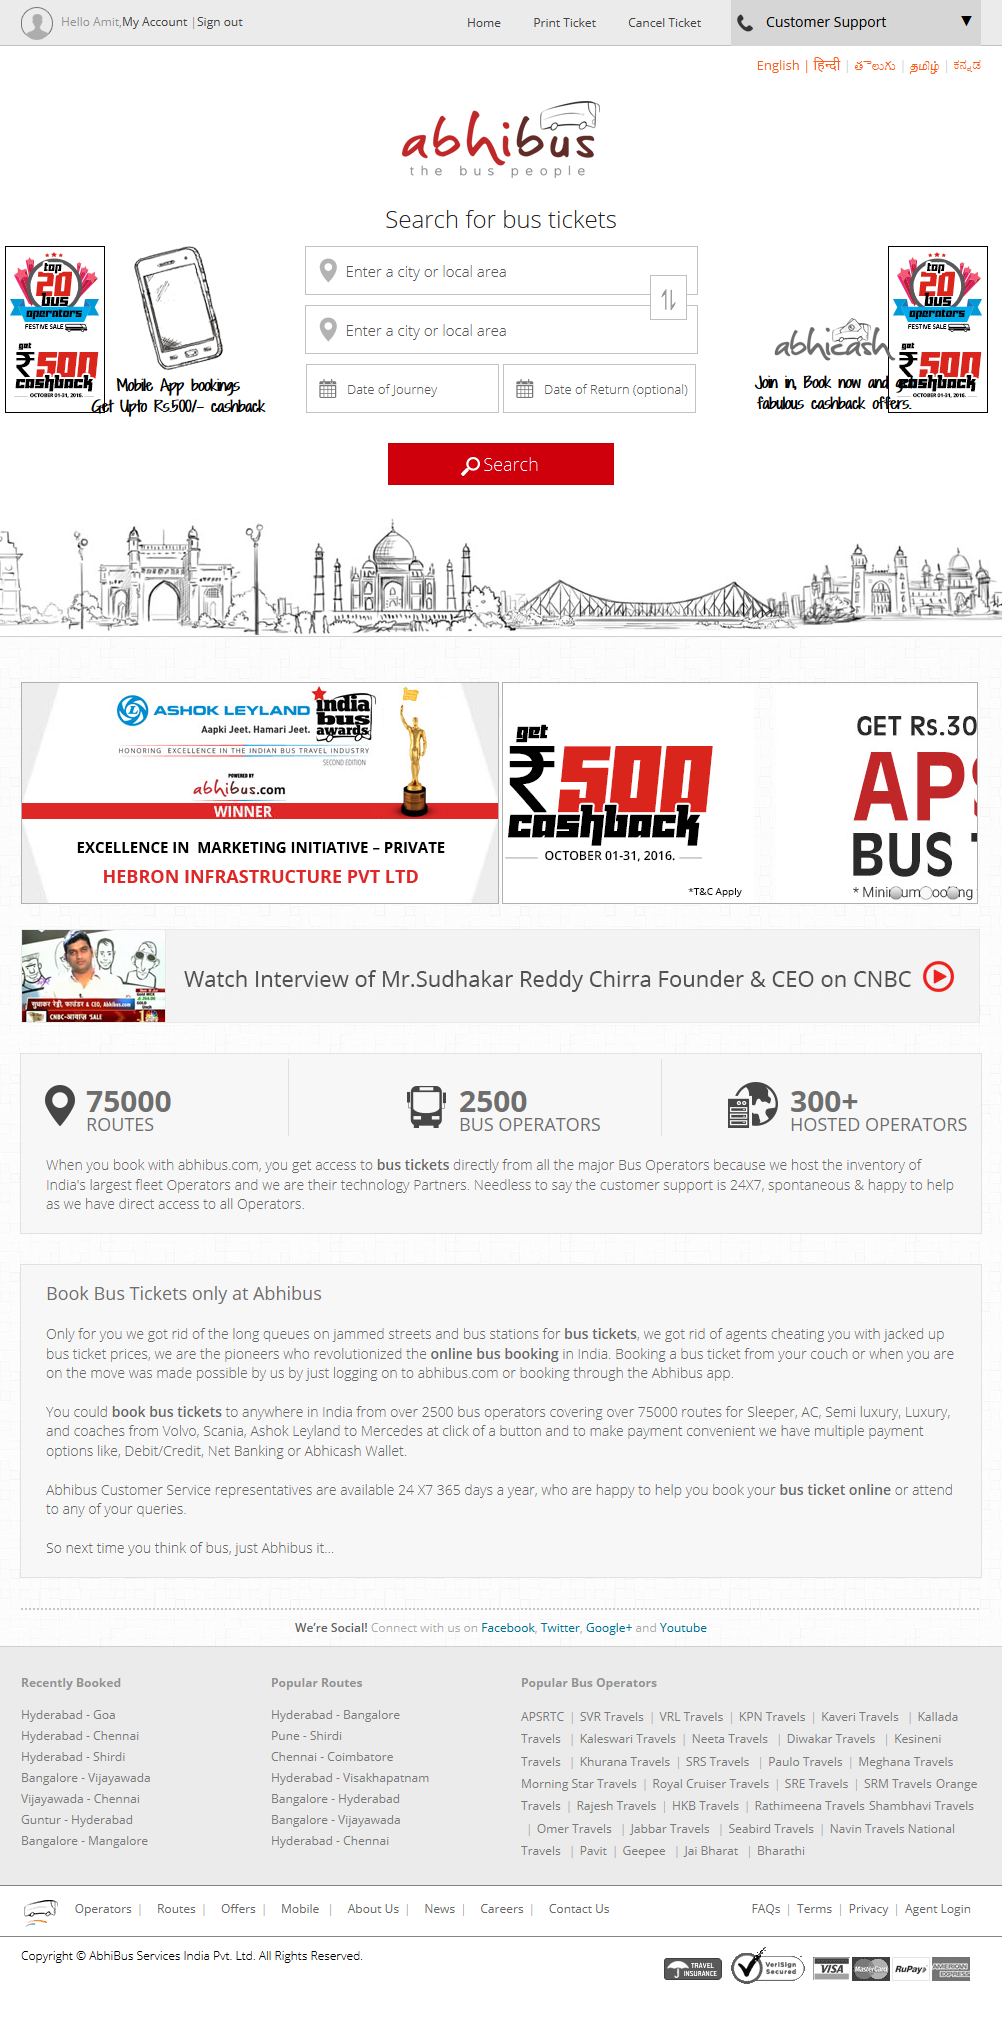 Hello Amit,My Account |Sign out
Home
Print Ticket
Cancel Ticket
Customer Support
English | हिन्दी | తెలుగు | தமிழ் | ಕನ್ನಡ
abhibus
the bus people
Search for bus tickets
top
20
bus
operators
FESTIVE SALE
get
₹500
cashback
OCTOBER 01-31, 2016.
Mobile App bookings
Get Upto Rs.500/- cashback
Enter a city or local area
Enter a city or local area
Date of Journey
Date of Return (optional)
abhicash
Join in, Book now and get
fabulous cashback offers.
top
20
bus
operators
FESTIVE SALE
get
₹500
cashback
OCTOBER 01-31, 2016.
Search
ASHOK LEYLAND
Aapki Jeet. Hamari Jeet.
india
bus
awards
HONORING EXCELLENCE IN THE INDIAN BUS TRAVEL INDUSTRY
SECOND EDITION
POWERED BY
abhibus.com
WINNER
EXCELLENCE IN MARKETING INITIATIVE – PRIVATE
HEBRON INFRASTRUCTURE PVT LTD
get
₹500
cashback
OCTOBER 01-31, 2016.
*T&C Apply
GET Rs.30
APS
BUS
सुधाकर रेड्डी, फाउंडर & CEO, Abhibus.com
CNBC-आवाज़ 'SALE
Watch Interview of Mr.Sudhakar Reddy Chirra Founder & CEO on CNBC
75000
ROUTES
2500
BUS OPERATORS
300+
HOSTED OPERATORS
When you book with abhibus.com, you get access to bus tickets directly from all the major Bus Operators because we host the inventory of
India's largest fleet Operators and we are their technology Partners. Needless to say the customer support is 24X7, spontaneous & happy to help
as we have direct access to all Operators.
Book Bus Tickets only at Abhibus
Only for you we got rid of the long queues on jammed streets and bus stations for bus tickets, we got rid of agents cheating you with jacked up
bus ticket prices, we are the pioneers who revolutionized the online bus booking in India. Booking a bus ticket from your couch or when you are
on the move was made possible by us by just logging on to abhibus.com or booking through the Abhibus app.
You could book bus tickets to anywhere in India from over 2500 bus operators covering over 75000 routes for Sleeper, AC, Semi luxury, Luxury,
and coaches from Volvo, Scania, Ashok Leyland to Mercedes at click of a button and to make payment convenient we have multiple payment
options like, Debit/Credit, Net Banking or Abhicash Wallet.
Abhibus Customer Service representatives are available 24 X7 365 days a year, who are happy to help you book your bus ticket online or attend
to any of your queries.
So next time you think of bus, just Abhibus it...
We're Social! Connect with us on Facebook, Twitter, Google+ and Youtube
Recently Booked
Hyderabad - Goa
Hyderabad - Chennai
Hyderabad - Shirdi
Bangalore - Vijayawada
Vijayawada - Chennai
Guntur - Hyderabad
Bangalore - Mangalore
Popular Routes
Hyderabad - Bangalore
Pune - Shirdi
Chennai - Coimbatore
Hyderabad - Visakhapatnam
Bangalore - Hyderabad
Bangalore - Vijayawada
Hyderabad - Chennai
Popular Bus Operators
APSRTC | SVR Travels | VRL Travels | KPN Travels | Kaveri Travels | Kallada
Travels | Kaleswari Travels | Neeta Travels | Diwakar Travels | Kesineni
Travels | Khurana Travels | SRS Travels | Paulo Travels | Meghana Travels
Morning Star Travels | Royal Cruiser Travels | SRE Travels | SRM Travels Orange
Travels | Rajesh Travels | HKB Travels | Rathimeena Travels Shambhavi Travels
| Omer Travels | Jabbar Travels | Seabird Travels | Navin Travels National
Travels | Pavit | Geepee | Jai Bharat | Bharathi
Operators | Routes | Offers | Mobile | About Us | News | Careers | Contact Us
FAQs | Terms | Privacy | Agent Login
Copyright © AbhiBus Services India Pvt. Ltd. All Rights Reserved.
TRAVEL
INSURANCE
VeriSign
Secured
VISA
MasterCard
RuPay
AMERICAN
EXPRESS